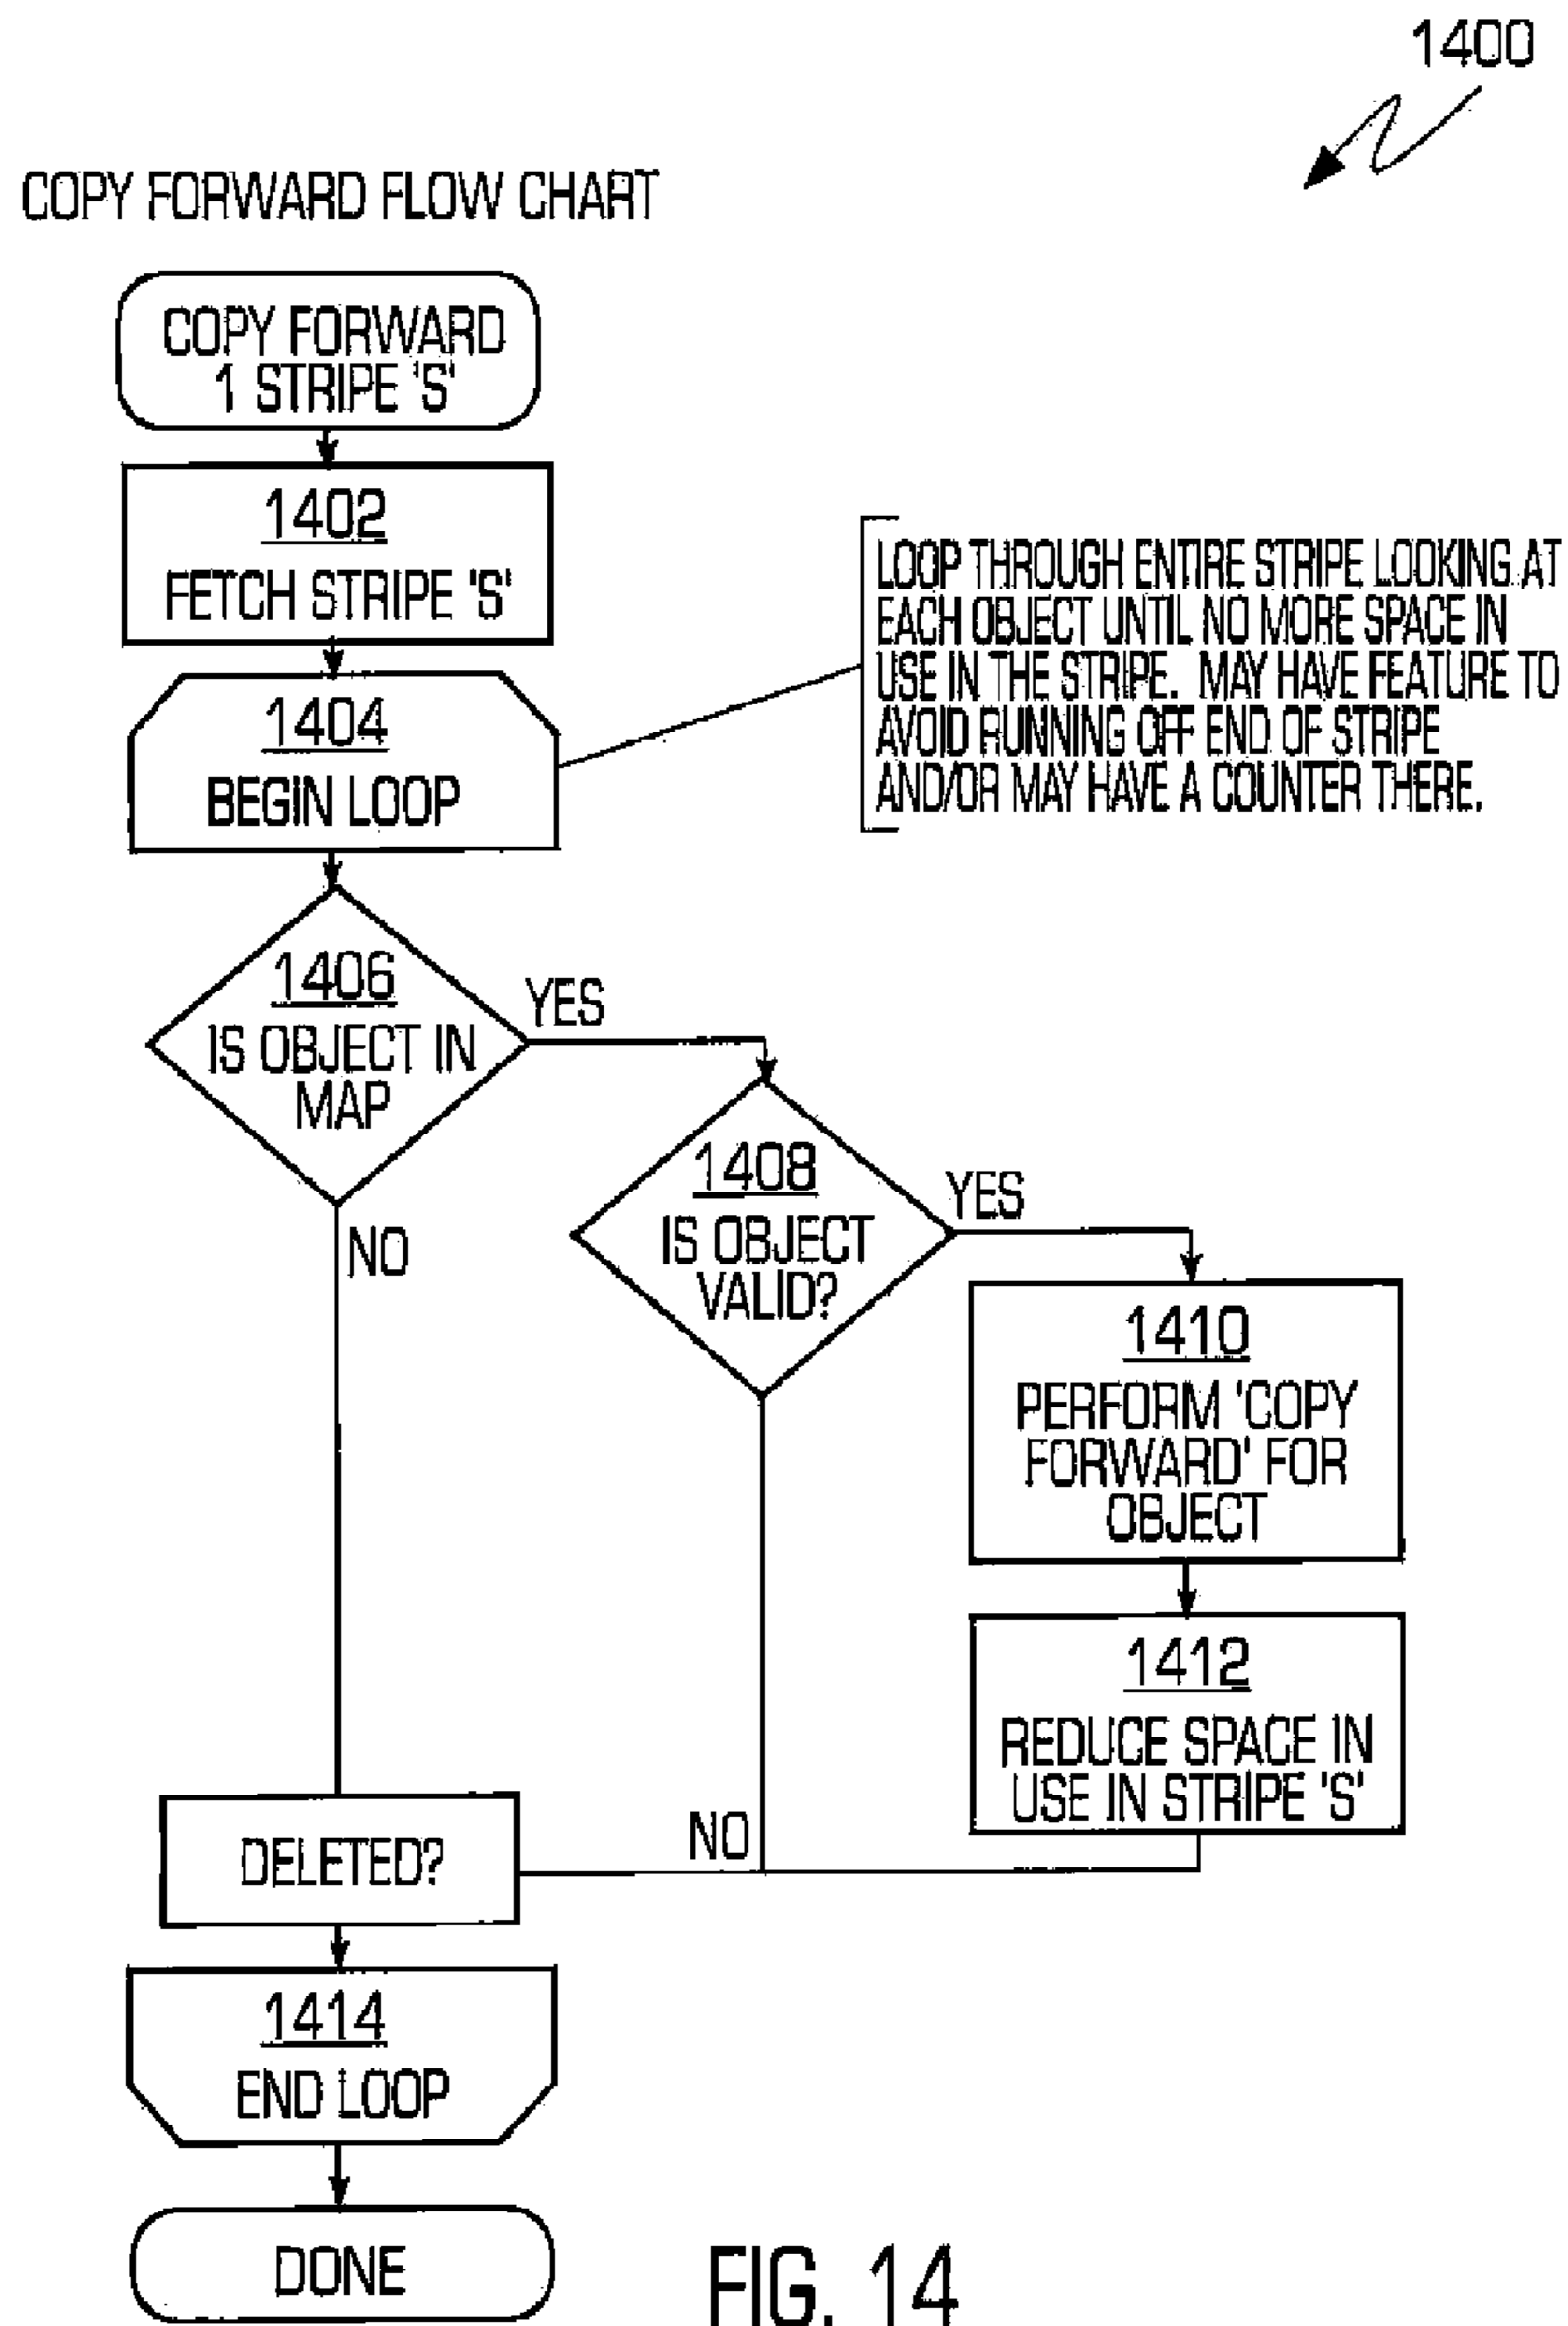 1400
COPY FORWARD FLOW CHART
COPY FORWARD
1 STRIPE 'S'
1402
FETCH STRIPE 'S'
1404
BEGIN LOOP
LOOP THROUGH ENTIRE STRIPE LOOKING AT
EACH OBJECT UNTIL NO MORE SPACE IN
USE IN THE STRIPE. MAY HAVE FEATURE TO
AVOID RUNNING OFF END OF STRIPE
AND/OR MAY HAVE A COUNTER THERE.
1406
IS OBJECT IN
MAP
YES
NO
1408
IS OBJECT
VALID?
YES
NO
1410
PERFORM 'COPY
FORWARD' FOR
OBJECT
1412
REDUCE SPACE IN
USE IN STRIPE 'S'
DELETED?
1414
END LOOP
DONE
FIG. 14